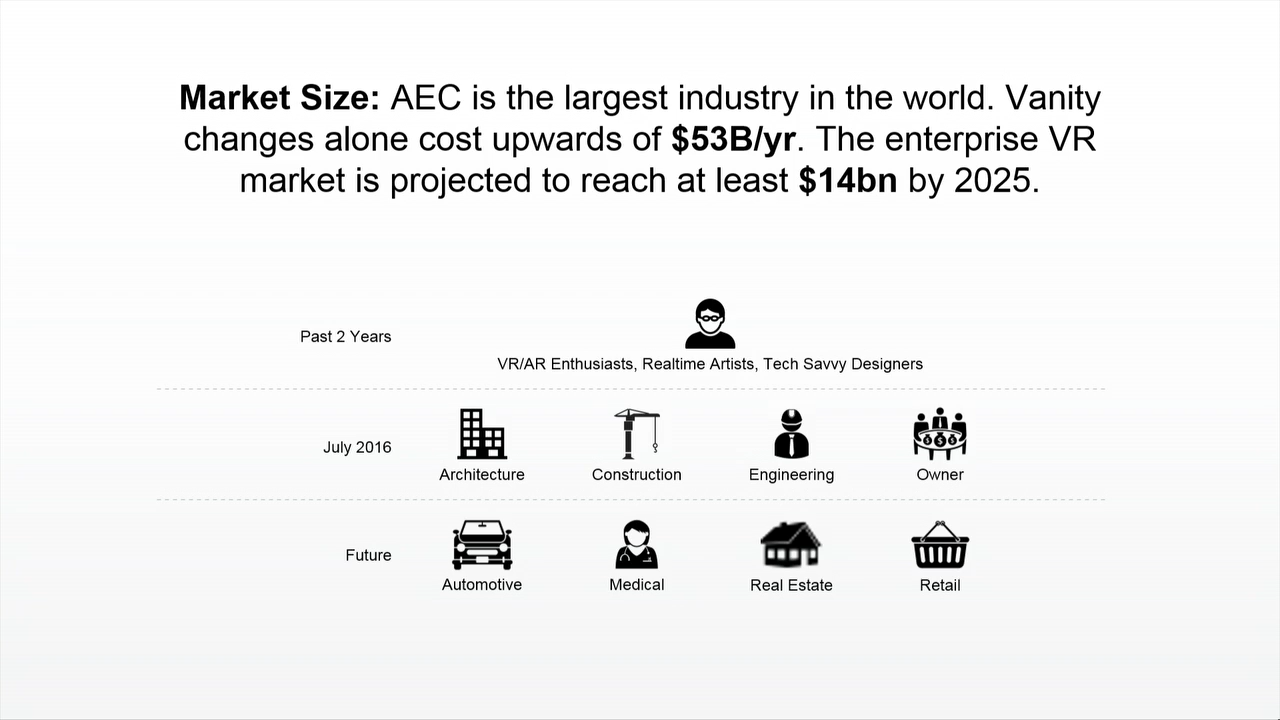 Market Size: AEC is the largest industry in the world. Vanity
changes alone cost upwards of $53B/yr. The enterprise VR
market is projected to reach at least $14bn by 2025.
Past 2 Years
VR/AR Enthusiasts, Realtime Artists, Tech Savvy Designers
July 2016
Architecture
Construction
Engineering
Owner
Future
Automotive
Medical
Real Estate
Retail